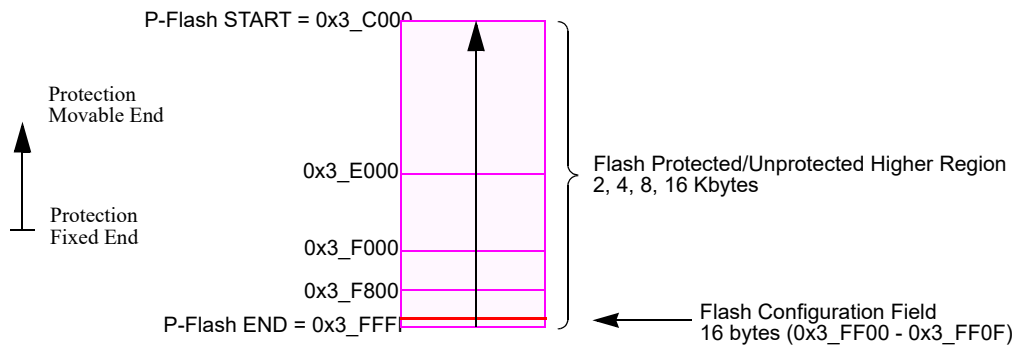 P-Flash START = 0x3_C000
Protection
Movable End
0x3_E000
Flash Protected/Unprotected Higher Region
2, 4, 8, 16 Kbytes
Protection
Fixed End
0x3_F000
0x3_F800
P-Flash END = 0x3_FFF
Flash Configuration Field
16 bytes (0x3_FF00 - 0x3_FF0F)